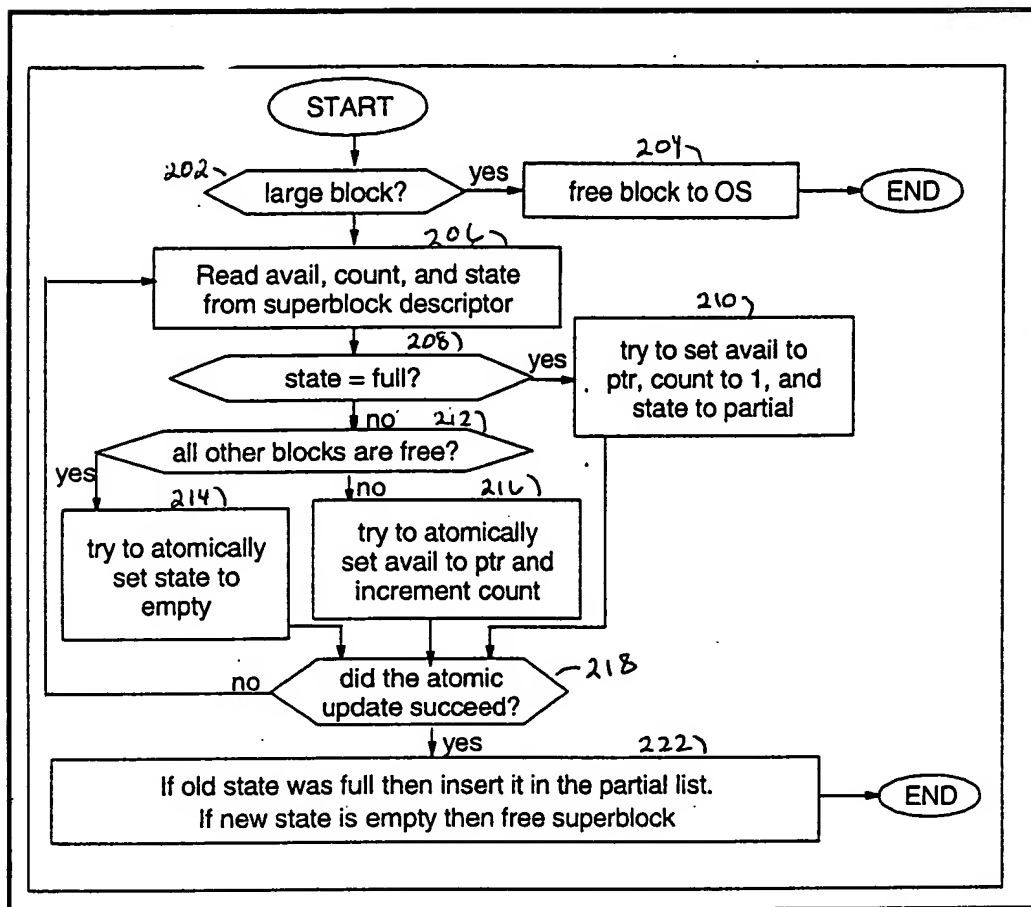 START
202
large block?
yes
204
free block to OS
END
206
Read avail, count, and state
from superblock descriptor
208
state = full?
yes
210
try to set avail to
ptr, count to 1, and
state to partial
no
212
all other blocks are free?
yes
214
try to atomically
set state to
empty
no
216
try to atomically
set avail to ptr and
increment count
no
did the atomic
update succeed?
218
yes
222
If old state was full then insert it in the partial list.
If new state is empty then free superblock
END